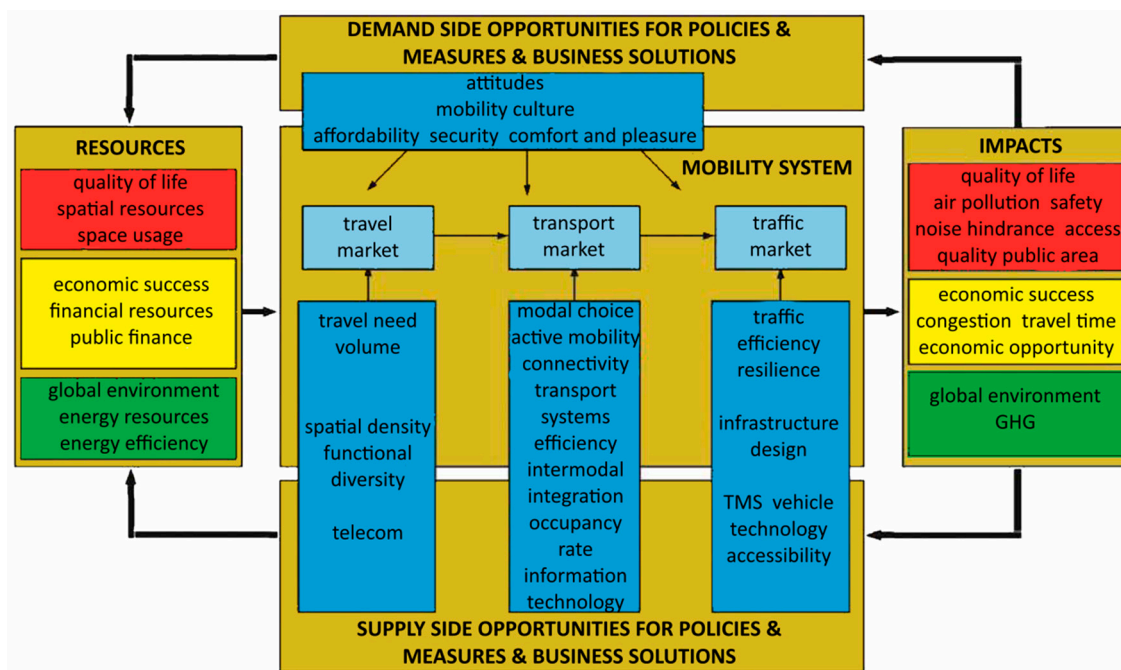 DEMAND SIDE OPPORTUNITIES FOR POLICIES &
MEASURES & BUSINESS SOLUTIONS
attitudes
mobility culture
affordability security comfort and pleasure
RESOURCES
quality of life
spatial resources
space usage
economic success
financial resources
public finance
global environment
energy resources
energy efficiency
MOBILITY SYSTEM
travel
market
transport
market
traffic
market
travel need
volume
spatial density
functional
diversity
telecom
modal choice
active mobility
connectivity
transport
systems
efficiency
intermodal
integration
occupancy
rate
information
technology
traffic
efficiency
resilience
infrastructure
design
TMS vehicle
technology
accessibility
IMPACTS
quality of life
air pollution safety
noise hindrance access
quality public area
economic success
congestion travel time
economic opportunity
global environment
GHG
SUPPLY SIDE OPPORTUNITIES FOR POLICIES &
MEASURES & BUSINESS SOLUTIONS